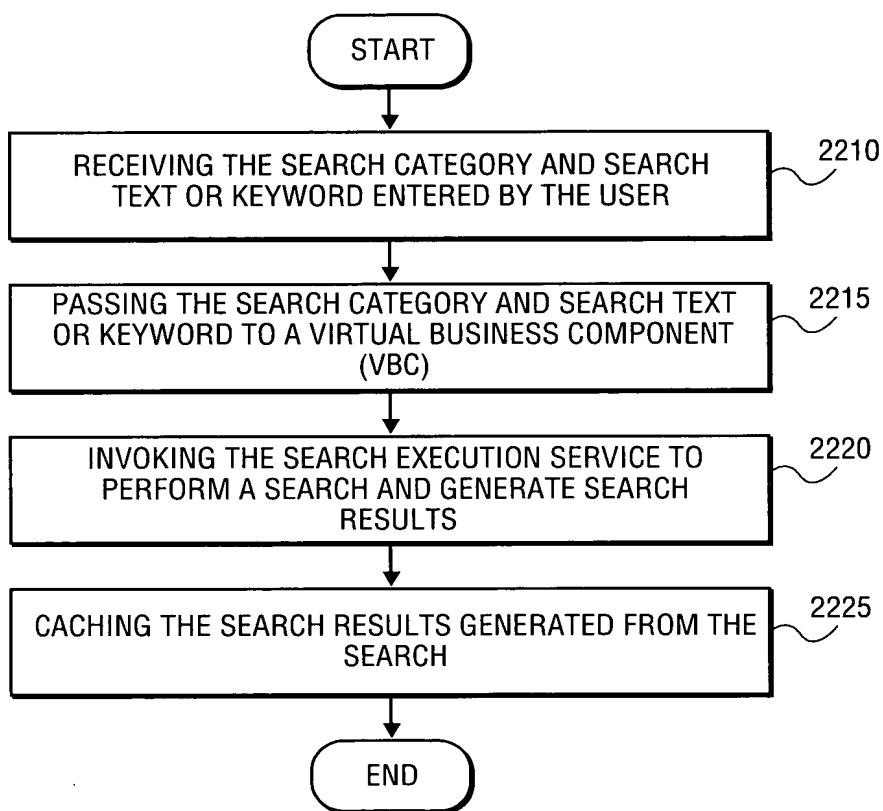 START
RECEIVING THE SEARCH CATEGORY AND SEARCH
TEXT OR KEYWORD ENTERED BY THE USER
2210
PASSING THE SEARCH CATEGORY AND SEARCH TEXT
OR KEYWORD TO A VIRTUAL BUSINESS COMPONENT
(VBC)
2215
INVOKING THE SEARCH EXECUTION SERVICE TO
PERFORM A SEARCH AND GENERATE SEARCH
RESULTS
2220
CACHING THE SEARCH RESULTS GENERATED FROM THE
SEARCH
2225
END